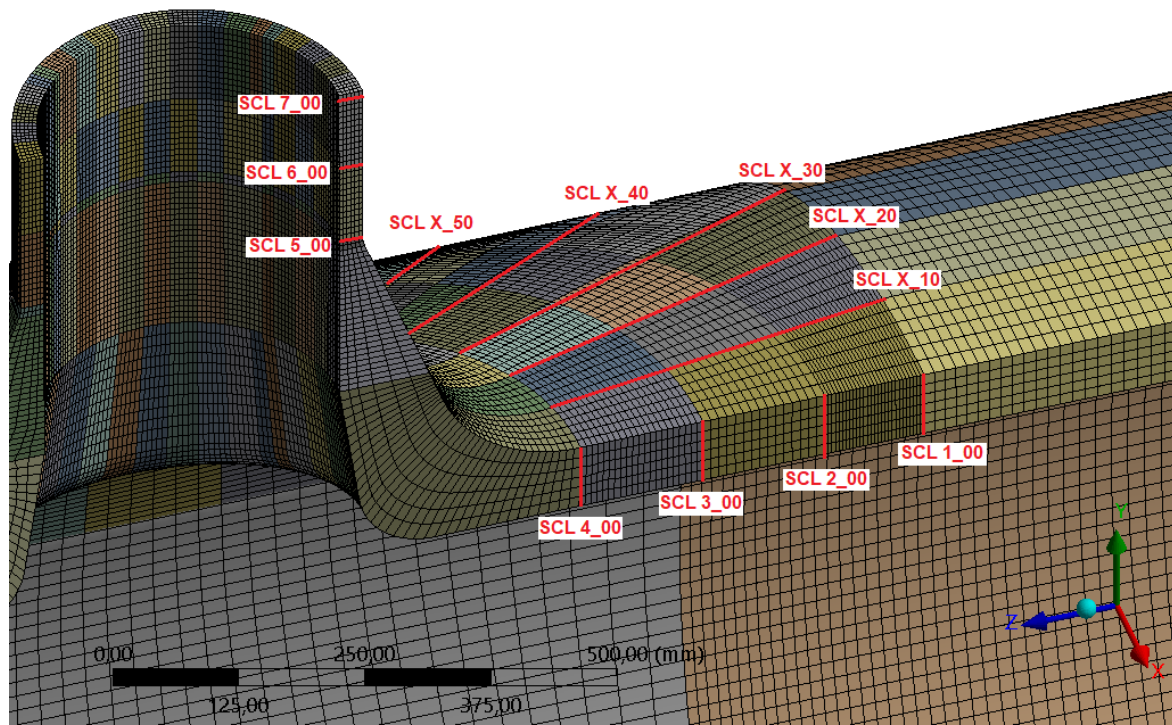 SCL 7_00
SCL 6_00
SCL X_30
SCL X_40
SCL X_20
SCL X_50
SCL 5_00
SCL X_10
SCL 1_00
SCL 2_00
SCL 3_00
SCL 4_00
Y
Z
X
0,00 250,00 500,00 (mm)
125,00 375,00